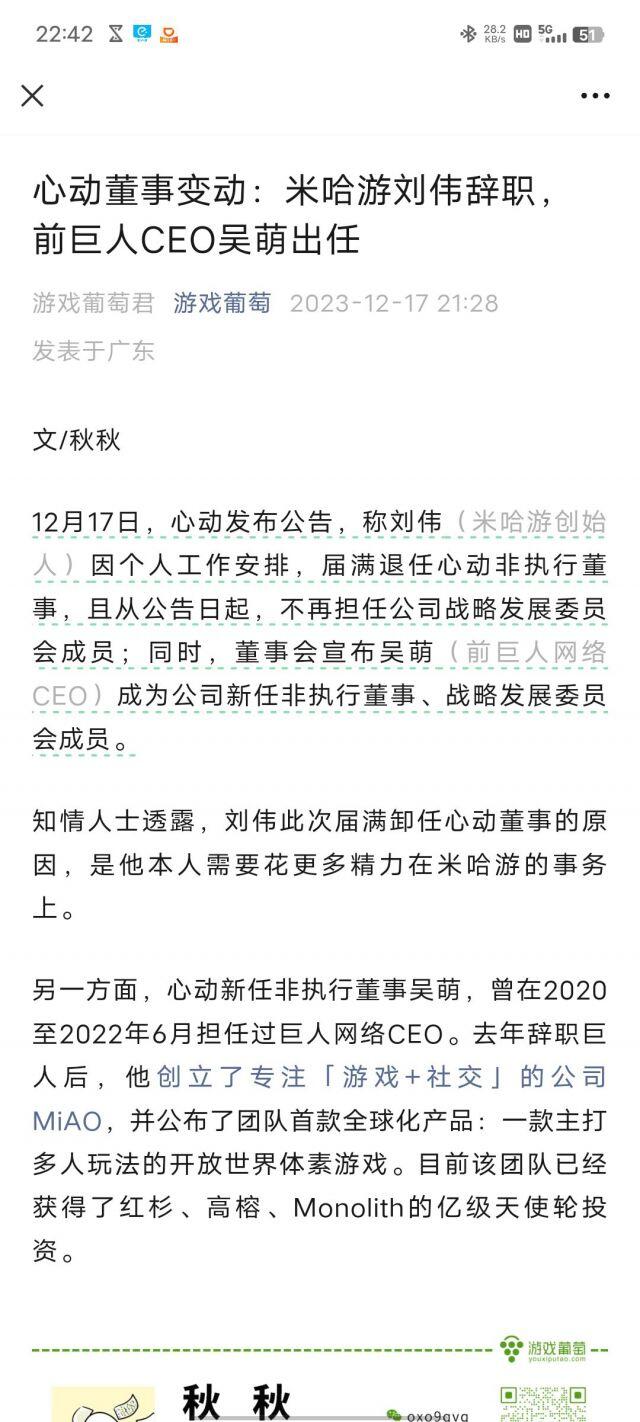 22:42
28.2
KB/s
HD
5G
51
心动董事变动：米哈游刘伟辞职，
前巨人CEO吴萌出任
游戏葡萄君 游戏葡萄 2023-12-17 21:28
发表于广东
文/秋秋
12月17日，心动发布公告，称刘伟（米哈游创始
人）因个人工作安排，届满退任心动非执行董
事，且从公告日起，不再担任公司战略发展委员
会成员；同时，董事会宣布吴萌（前巨人网络
CEO）成为公司新任非执行董事、战略发展委员
会成员。
知情人士透露，刘伟此次届满卸任心动董事的原
因，是他本人需要花更多精力在米哈游的事务
上。
另一方面，心动新任非执行董事吴萌，曾在2020
至2022年6月担任过巨人网络CEO。去年辞职巨
人后，他创立了专注「游戏+社交」的公司
MiAO，并公布了团队首款全球化产品：一款主打
多人玩法的开放世界体素游戏。目前该团队已经
获得了红杉、高榕、Monolith的亿级天使轮投
资。
游戏葡萄
youxiputao.com
秋 秋